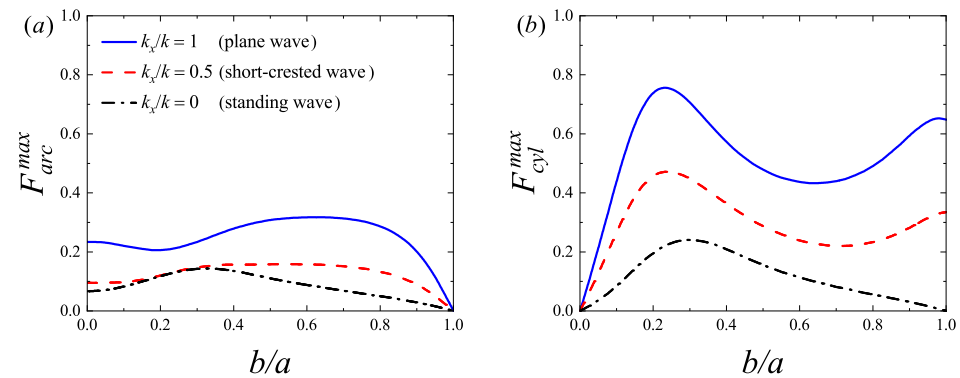 (a)
k_x/k = 1 (plane wave)
k_x/k = 0.5 (short-crested wave)
k_x/k = 0 (standing wave)
1.0
0.8
0.6
0.4
0.2
0.0
F_arc^max
0.0 0.2 0.4 0.6 0.8 1.0
b/a
(b)
1.0
0.8
0.6
0.4
0.2
0.0
F_cyl^max
0.0 0.2 0.4 0.6 0.8 1.0
b/a